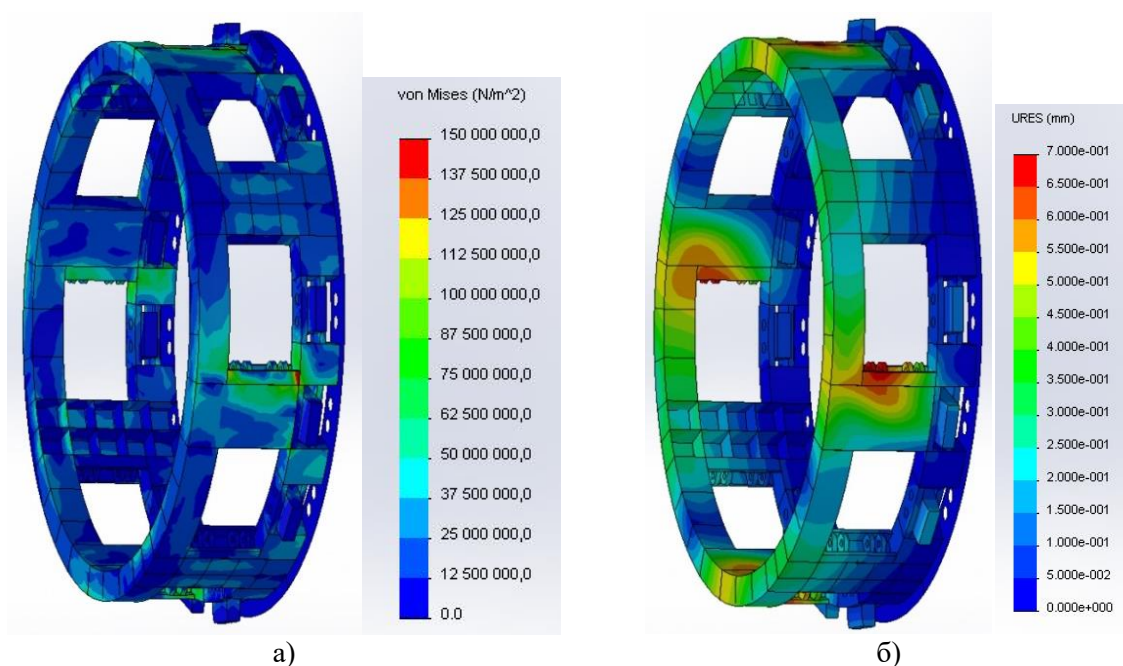 von Mises (N/m^2)
150 000 000,0
137 500 000,0
125 000 000,0
112 500 000,0
100 000 000,0
87 500 000,0
75 000 000,0
62 500 000,0
50 000 000,0
37 500 000,0
25 000 000,0
12 500 000,0
0.0
а)
URES (mm)
7.000e-001
6.500e-001
6.000e-001
5.500e-001
5.000e-001
4.500e-001
4.000e-001
3.500e-001
3.000e-001
2.500e-001
2.000e-001
1.500e-001
1.000e-001
5.000e-002
0.000e+000
б)